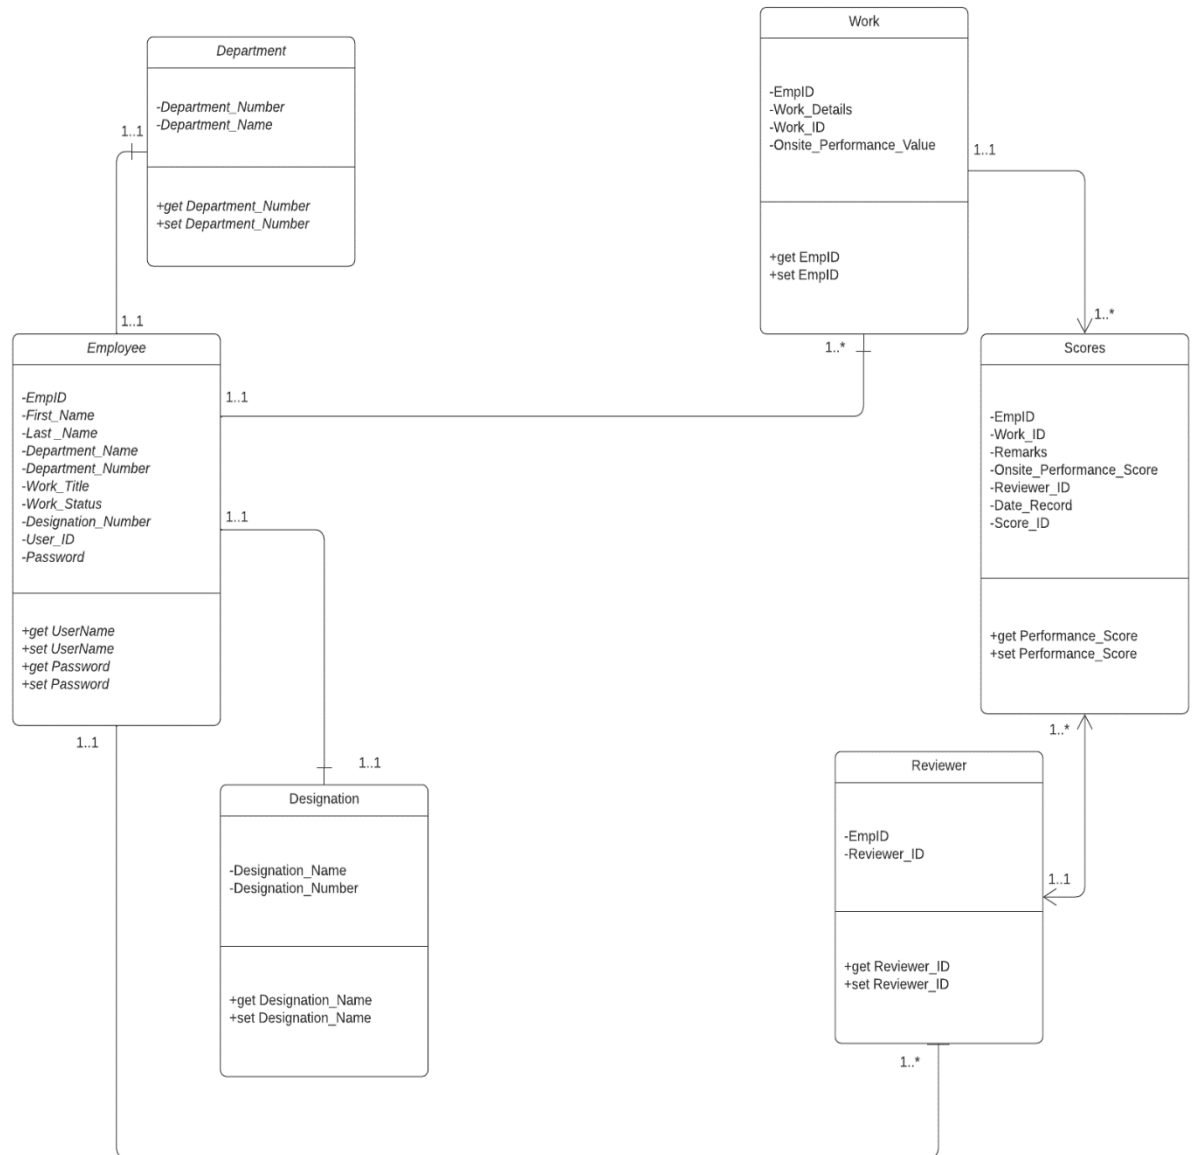 Department
-Department_Number
-Department_Name
+get Department_Number
+set Department_Number
1..1
1..1
Work
-EmpID
-Work_Details
-Work_ID
-Onsite_Performance_Value
+get EmpID
+set EmpID
1..1
1..*
1..*
Employee
-EmpID
-First_Name
-Last _Name
-Department_Name
-Department_Number
-Work_Title
-Work_Status
-Designation_Number
-User_ID
-Password
+get UserName
+set UserName
+get Password
+set Password
1..1
1..1
1..1
Scores
-EmpID
-Work_ID
-Remarks
-Onsite_Performance_Score
-Reviewer_ID
-Date_Record
-Score_ID
+get Performance_Score
+set Performance_Score
1..*
1..1
Designation
-Designation_Name
-Designation_Number
+get Designation_Name
+set Designation_Name
Reviewer
-EmpID
-Reviewer_ID
+get Reviewer_ID
+set Reviewer_ID
1..1
1..*